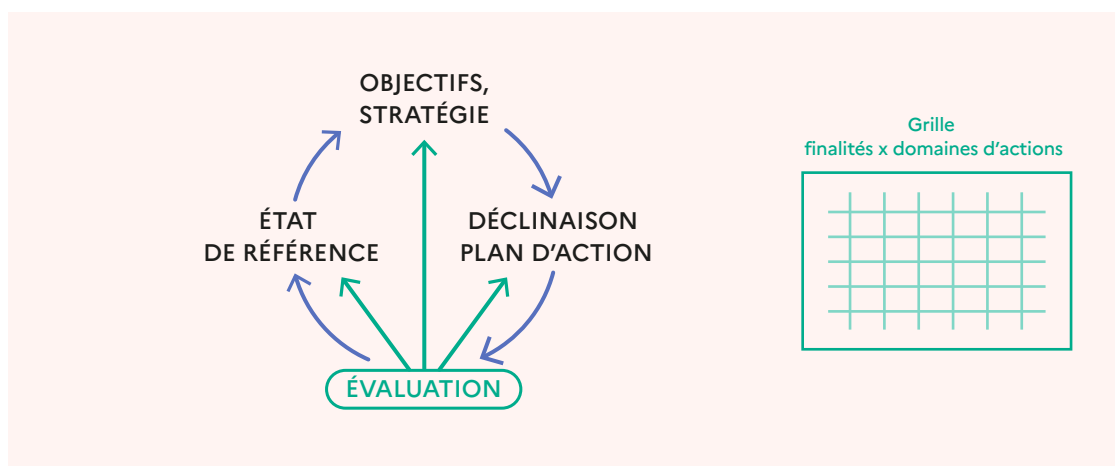 OBJECTIFS,
STRATÉGIE
ÉTAT
DE RÉFÉRENCE
DÉCLINAISON
PLAN D’ACTION
ÉVALUATION
Grille
finalités x domaines d’actions